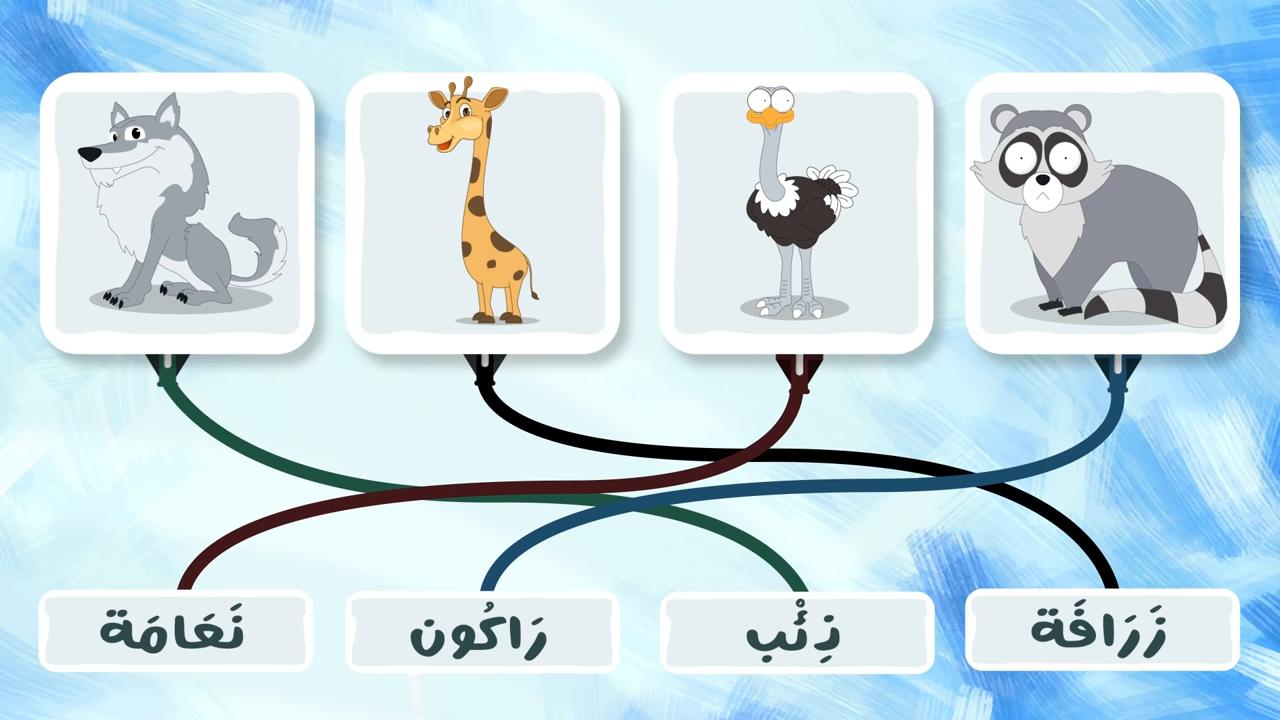 زَرَافَة
ذِئْب
رَاكُون
نَعَامَة